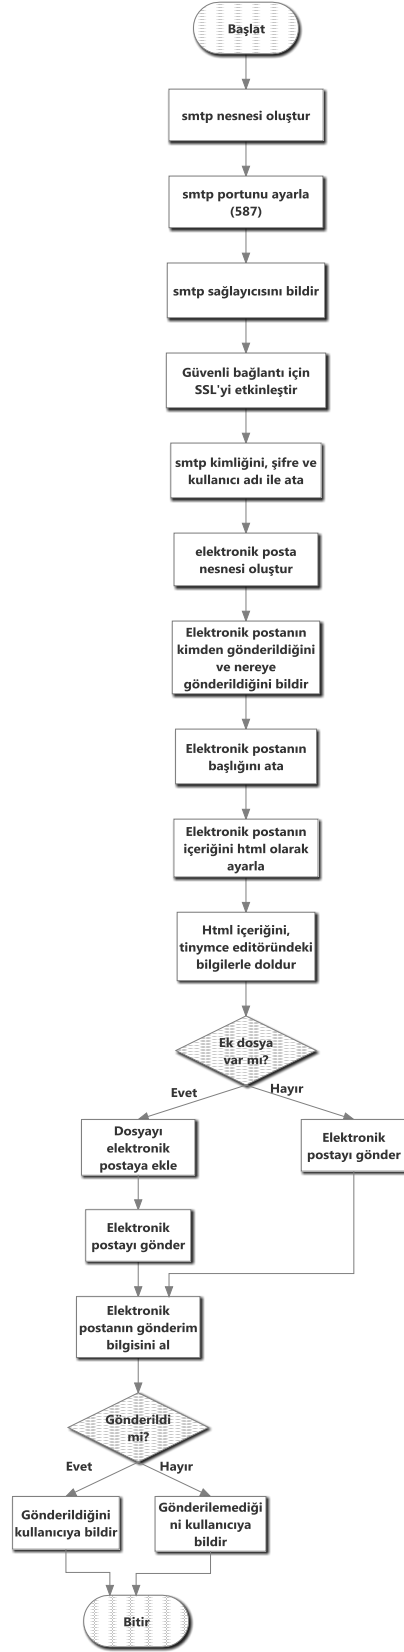 Başlat
smtp nesnesi oluştur
smtp portunu ayarla
(587)
smtp sağlayıcısını bildir
Güvenli bağlantı için
SSL'yi etkinleştir
smtp kimliğini, şifre ve
kullanıcı adı ile ata
elektronik posta
nesnesi oluştur
Elektronik postanın
kimden gönderildiğini
ve nereye
gönderildiğini bildir
Elektronik postanın
başlığını ata
Elektronik postanın
içeriğini html olarak
ayarla
Html içeriğini,
tinymce editöründeki
bilgilerle doldur
Ek dosya
var mı?
Evet
Hayır
Dosyayı
elektronik
postaya ekle
Elektronik
postayı gönder
Elektronik
postayı gönder
Elektronik
postanın gönderim
bilgisini al
Gönderildi
mi?
Evet
Hayır
Gönderildiğini
kullanıcıya bildir
Gönderilemediği
ni kullanıcıya
bildir
Bitir